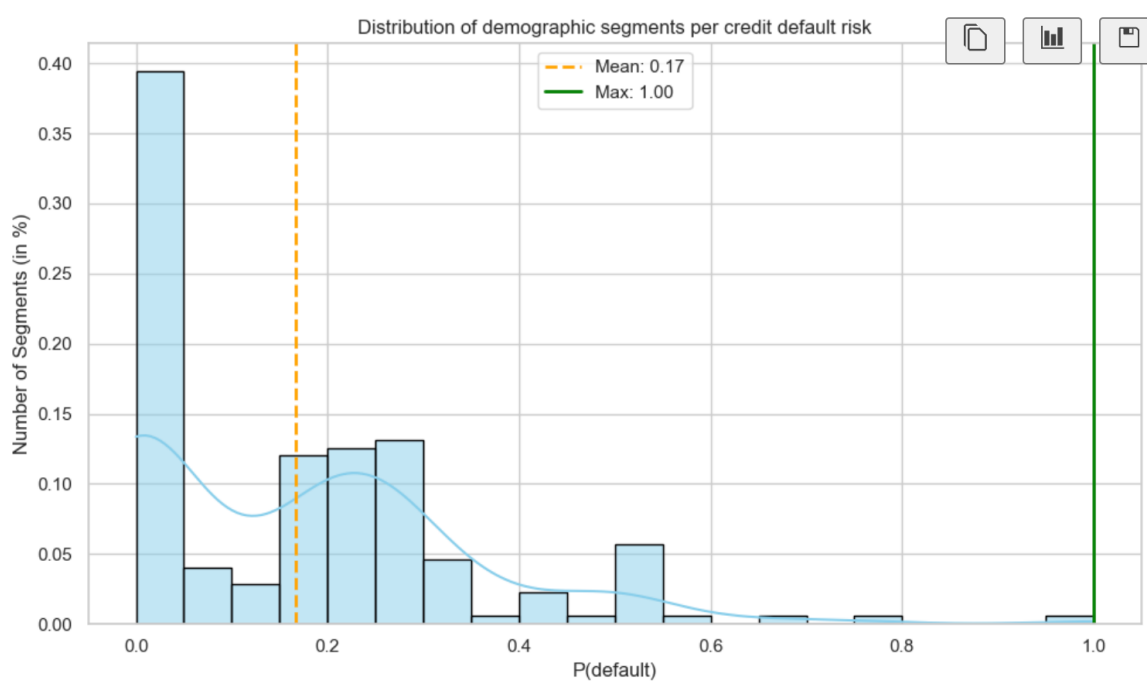 Distribution of demographic segments per credit default risk
Mean: 0.17
Max: 1.00
Number of Segments (in %)
0.40
0.35
0.30
0.25
0.20
0.15
0.10
0.05
0.00
0.0 0.2 0.4 0.6 0.8 1.0
P(default)